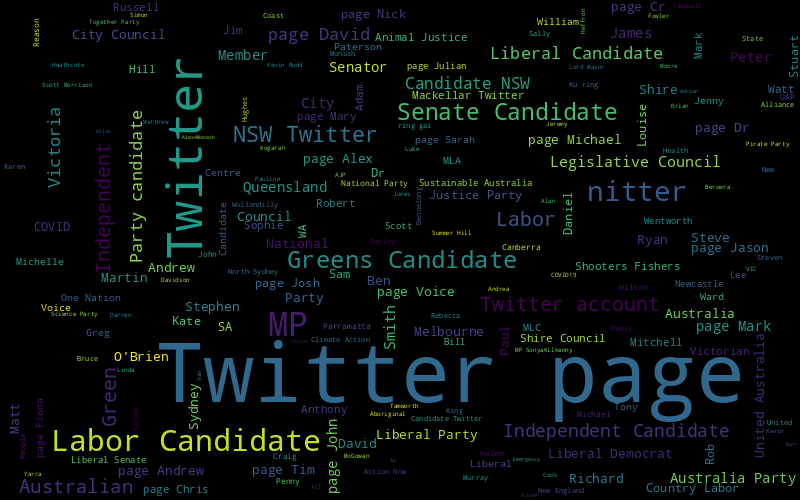 Russell
Together Party
Simon
Coast
page Nick
William
Heffron
page Cr
Fowler
Campbell
Reason
City Council
Jim
page David
Animal Justice
Sally
James
Mark
State
Stuart
Member
Paterson
Monash
Liberal Candidate
Lord Mayor
Peter
Heathcote
Hill
Twitter
Senator
Kevin Rudd
page Julian
Moore
Scott Morrison
Candidate NSW
Ku ring
Shire
Adrian
Watt
UAP
City
Adam
Mackellar Twitter
Senate Candidate
Louise
Brian
Jenny
Alliance
Hughes
page Mary
Victoria
Allan
Party candidate
Matthew
Alex4Monash
NSW Twitter
ring gai
Jeremy
page Dr
Kogarah
Luke
page Sarah
page Michael
Pirate Party
Health
Karen
Independent
page Alex
MLA
Legislative Council
New
Centre
Dr
AJP
Pauline
Queensland
National Party
Sustainable Australia
nitter
Berowra
Wollondilly
Robert
Jones
Justice Party
Bennelong
Alan
Daniel
Council
Candidate
Sophie
WA
Scott
Labor
Wentworth
COVID
National
Summer Hill
Ryan
Steve
John
Canberra
page Jason
Michelle
Andrew
Greens Candidate
Shooters Fishers
Steven
Martin
Davidson
North Sydney
Sam
Ben
COVID19
Lee
VIC
page Josh
page Voice
Andrea
Wilson
Newcastle
One Nation
Party
Twitter account
Ward
Voice
Stephen
Science Party
Darren
Kate
SA
MP
Parramatta
Smith
Rebecca
Australia
Greg
Climate Action
Melbourne
Paul
MLC
page Mark
Bill
Shire Council
Mitchell
Bruce
O'Brien
MP SonyaKilkenny
Victorian
United Australia
Twitter page
Linda
Green
Sydney
Van
Matt
page Fiona
Anthony
Tamworth
Aboriginal
King
Tony
Michael
Candidate Twitter
People
Labor Candidate
page John
David
Liberal Party
Independent Candidate
United
Kevin
Rob
Craig
McGowan
Helen
Liberal Democrat
Liberal Senate
Liberal
Emergency
Yarra
page Andrew
page Tim
Action Now
Cook
Richard
Australia Party
Australian
page Chris
Penny
Murray
New England
Country Labor